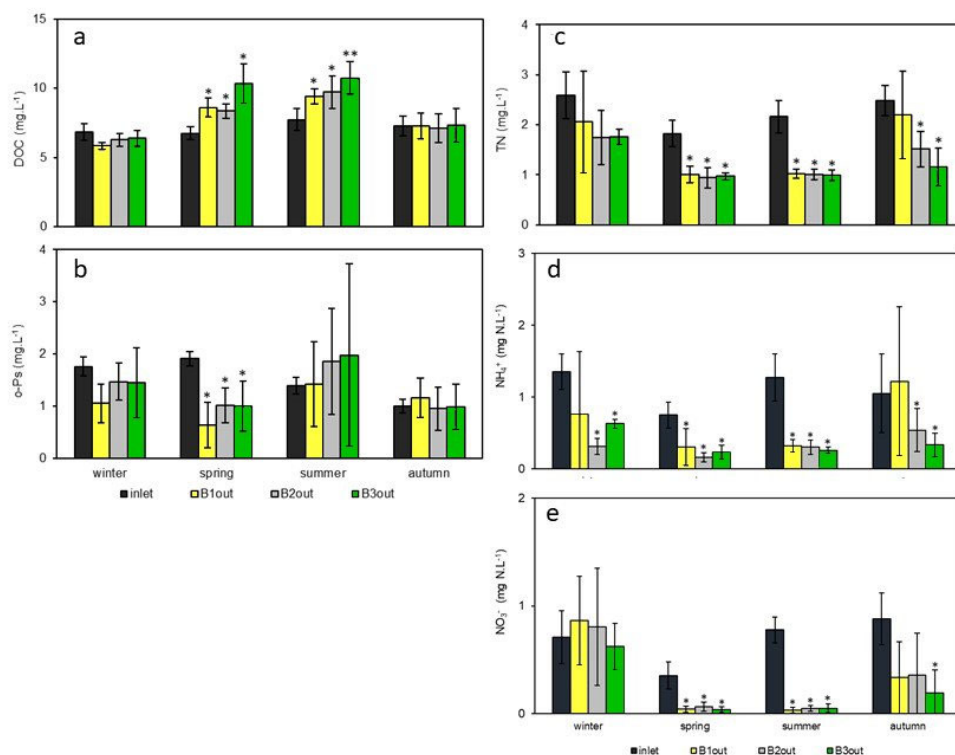 a
DOC (mg.L-1)
15
10
5
0
* * *
* * **
b
o-Ps (mg.L-1)
4
3
2
1
0
* * *
winter spring summer autumn
inlet B1out B2out B3out
c
TN (mg.L-1)
4
3
2
1
0
* * *
* * *
* *
d
NH4+ (mg N.L-1)
3
2
1
0
* *
* * *
* * *
* *
e
NO3- (mg N.L-1)
2
1
0
* * *
* * *
*
winter spring summer autumn
inlet B1out B2out B3out